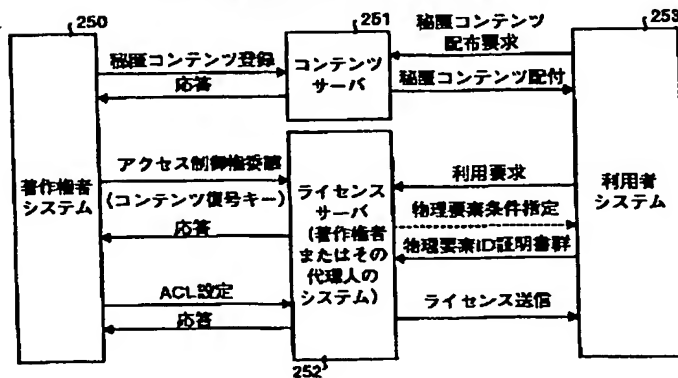 250
251
253
秘匿コンテンツ
配布要求
秘匿コンテンツ登録
応答
コンテンツ
サーバ
秘匿コンテンツ配付
アクセス制御権委譲
(コンテンツ復号キー)
応答
ACL設定
応答
著作権者
システム
ライセンス
サーバ
(著作権者
またはその
代理人の
システム)
252
利用要求
物理要素条件指定
物理要素ID証明書群
ライセンス送信
利用者
システム